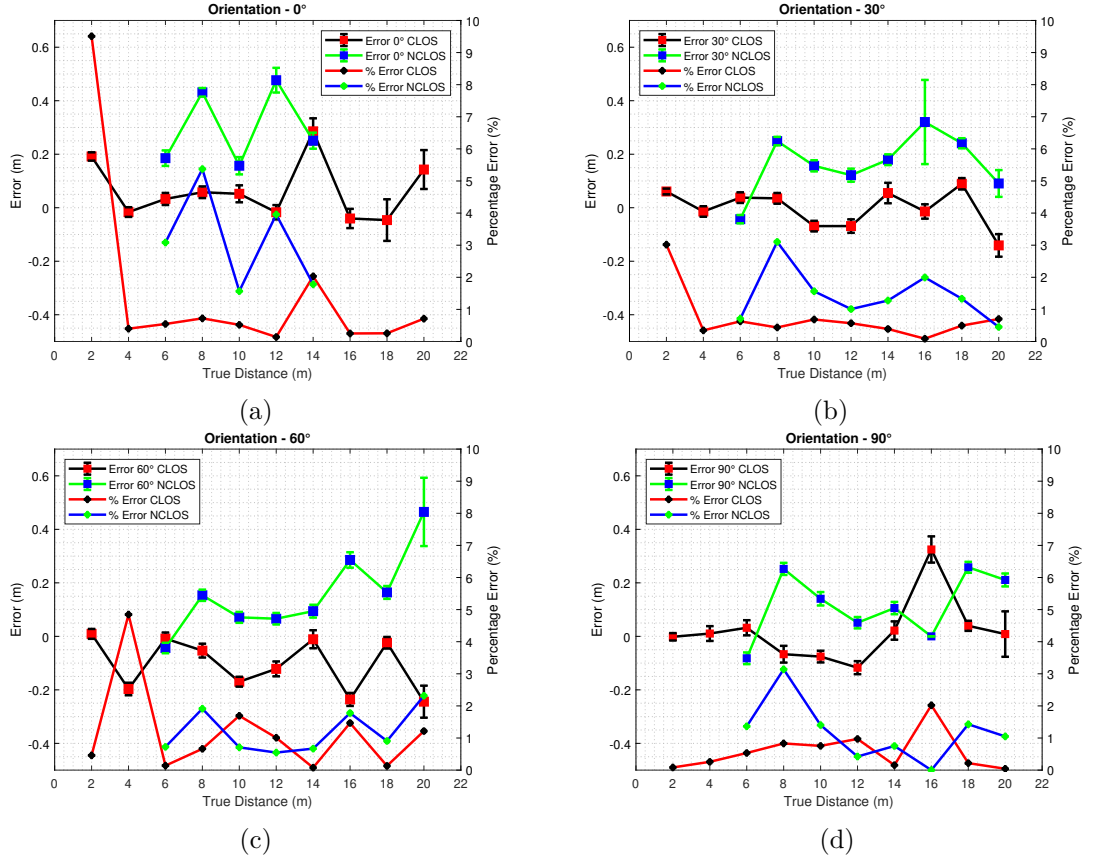 Orientation - 0°
Error (m)
0.6
0.4
0.2
0
-0.2
-0.4
Error 0° CLOS
Error 0° NCLOS
% Error CLOS
% Error NCLOS
10
9
8
7
6
5
4
3
2
1
0
Percentage Error (%)
0 2 4 6 8 10 12 14 16 18 20 22
True Distance (m)
(a)
Orientation - 30°
Error (m)
0.6
0.4
0.2
0
-0.2
-0.4
Error 30° CLOS
Error 30° NCLOS
% Error CLOS
% Error NCLOS
10
9
8
7
6
5
4
3
2
1
0
Percentage Error (%)
0 2 4 6 8 10 12 14 16 18 20 22
True Distance (m)
(b)
Orientation - 60°
Error (m)
0.6
0.4
0.2
0
-0.2
-0.4
Error 60° CLOS
Error 60° NCLOS
% Error CLOS
% Error NCLOS
10
9
8
7
6
5
4
3
2
1
0
Percentage Error (%)
0 2 4 6 8 10 12 14 16 18 20 22
True Distance (m)
(c)
Orientation - 90°
Error (m)
0.6
0.4
0.2
0
-0.2
-0.4
Error 90° CLOS
Error 90° NCLOS
% Error CLOS
% Error NCLOS
10
9
8
7
6
5
4
3
2
1
0
Percentage Error (%)
0 2 4 6 8 10 12 14 16 18 20 22
True Distance (m)
(d)